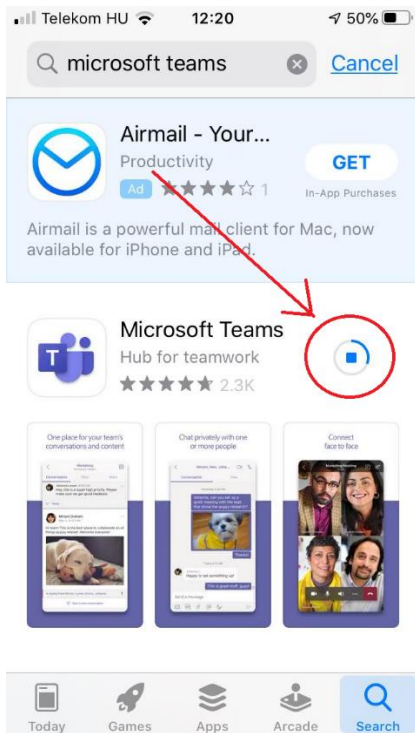 Telekom HU 12:20 50%
microsoft teams Cancel
Airmail - Your...
Productivity
Ad 1
GET
In-App Purchases
Airmail is a powerful mail client for Mac, now
available for iPhone and iPad.
Microsoft Teams
T
Hub for teamwork
2.3K
One place for your team's
conversations and content
Chat privately with one
or more people
Connect
face to face
Today Games Apps Arcade Search